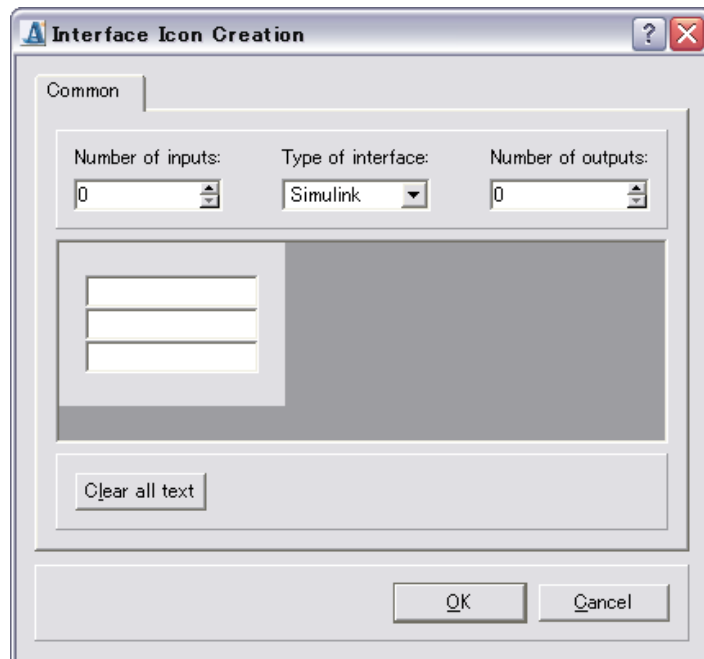 Interface Icon Creation
Common
Number of inputs: Type of interface: Number of outputs:
0 Simulink 0
Clear all text
OK Cancel